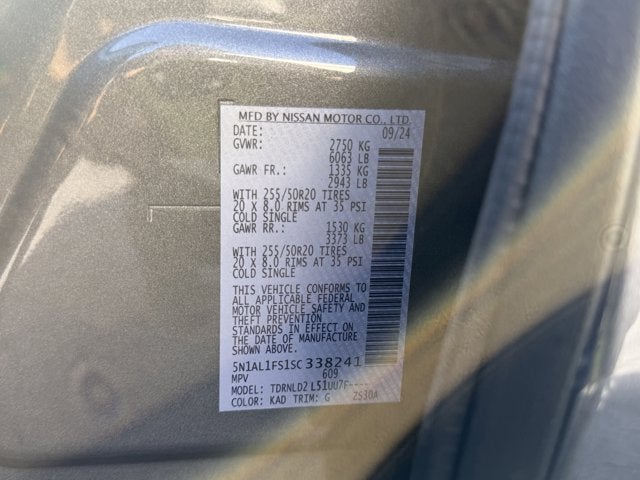 MFD BY NISSAN MOTOR CO., LTD.
DATE: 09/24
GVWR: 2750 KG
6063 LB
GAWR FR.: 1335 KG
2943 LB
WITH 255/50R20 TIRES
20 X 8.0 RIMS AT 35 PSI
COLD SINGLE
GAWR RR.: 1530 KG
3373 LB
WITH 255/50R20 TIRES
20 X 8.0 RIMS AT 35 PSI
COLD SINGLE
THIS VEHICLE CONFORMS TO
ALL APPLICABLE FEDERAL
MOTOR VEHICLE SAFETY AND
THEFT PREVENTION
STANDARDS IN EFFECT ON
THE DATE OF MANUFACTURE
SHOWN ABOVE.
5N1AL1FS1SC338241
MPV 609
MODEL: TDRNLD2 L51UU7F----
COLOR: KAD TRIM: G ZS30A